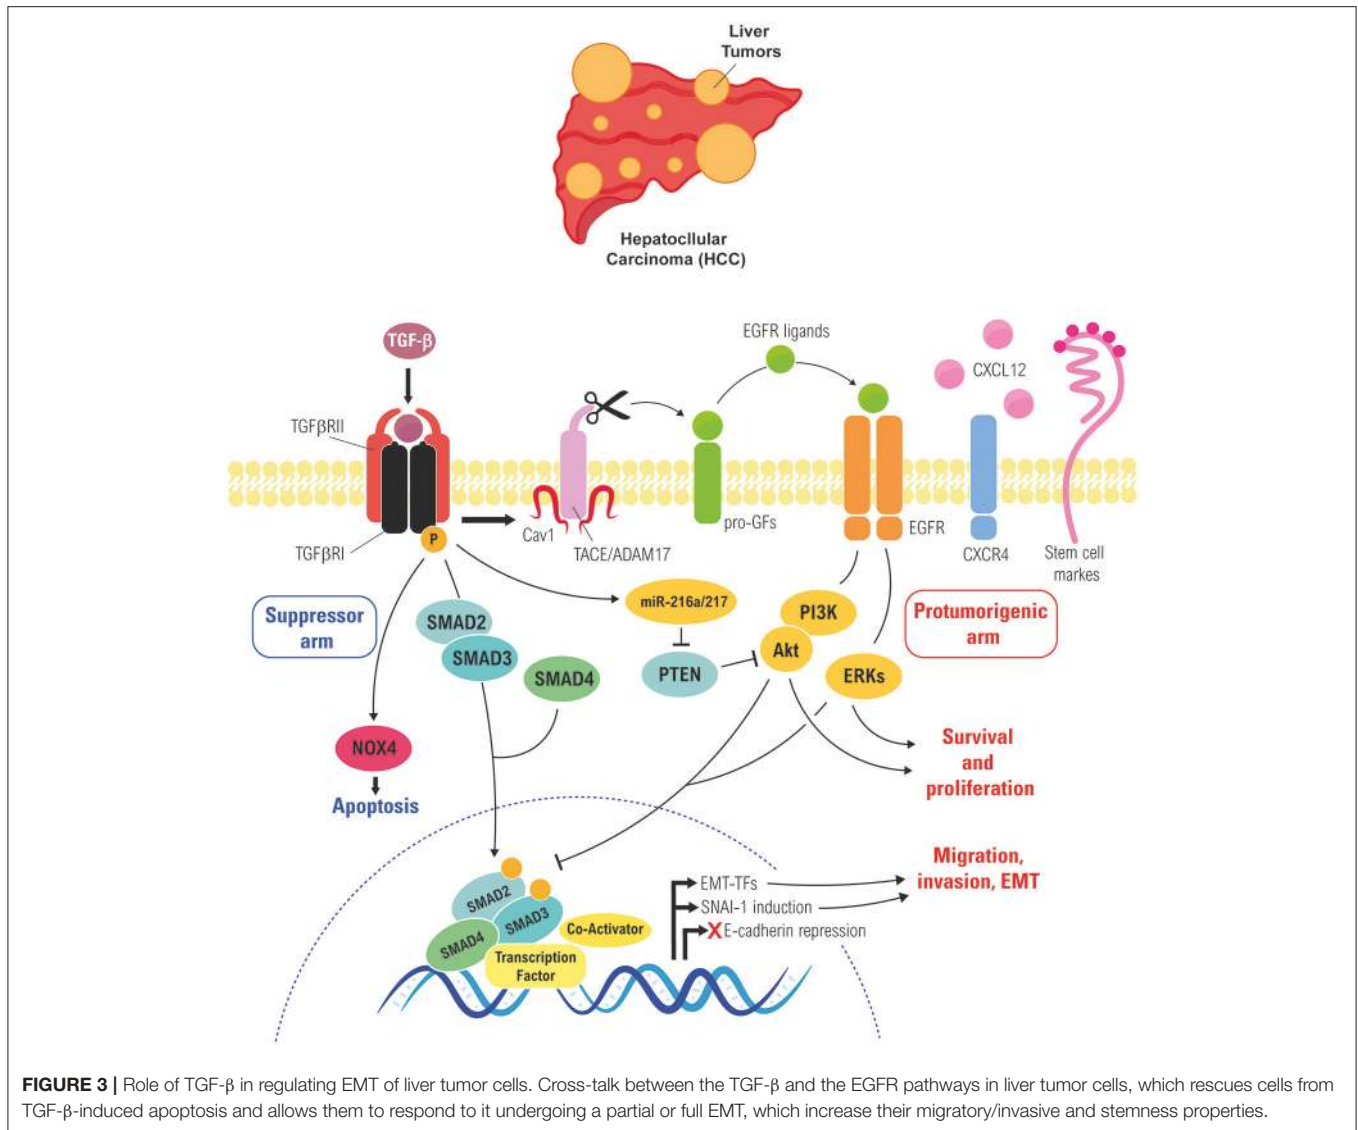 Liver
Tumors
Hepatocllular
Carcinoma (HCC)
TGF-β
EGFR ligands
CXCL12
TGFβRII
TGFβRI
P
Cav1
TACE/ADAM17
pro-GFs
EGFR
CXCR4
Stem cell
markes
Suppressor
arm
SMAD2
SMAD3
SMAD4
miR-216a/217
PTEN
PI3K
Akt
ERKs
Protumorigenic
arm
NOX4
Apoptosis
Survival
and
proliferation
Migration,
invasion, EMT
SMAD2
SMAD3
SMAD4
Co-Activator
Transcription
Factor
EMT-TFs
SNAI-1 induction
X E-cadherin repression
FIGURE 3 | Role of TGF-β in regulating EMT of liver tumor cells. Cross-talk between the TGF-β and the EGFR pathways in liver tumor cells, which rescues cells from
TGF-β-induced apoptosis and allows them to respond to it undergoing a partial or full EMT, which increase their migratory/invasive and stemness properties.